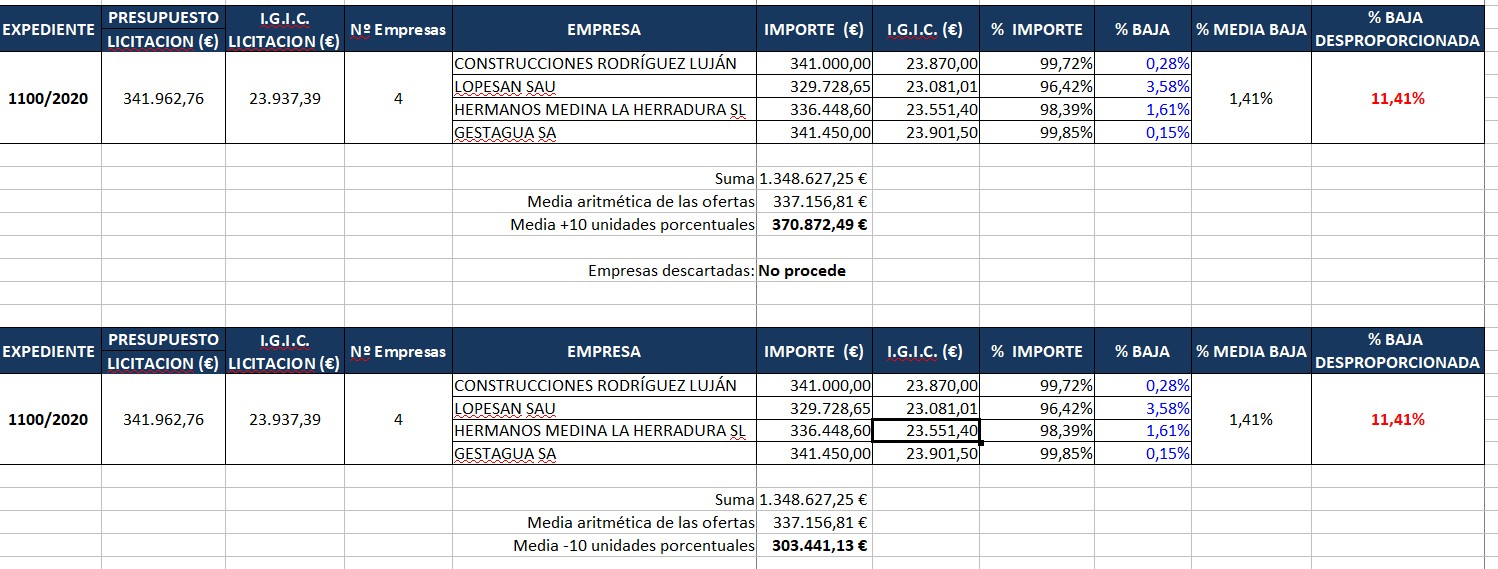 EXPEDIENTE PRESUPUESTO LICITACION (€) I.G.I.C. LICITACION (€) Nº Empresas EMPRESA IMPORTE (€) I.G.I.C. (€) % IMPORTE % BAJA % MEDIA BAJA % BAJA DESPROPORCIONADA
1100/2020 341.962,76 23.937,39 4 CONSTRUCCIONES RODRÍGUEZ LUJÁN 341.000,00 23.870,00 99,72% 0,28% 1,41% 11,41%
LOPESAN SAU 329.728,65 23.081,01 96,42% 3,58%
HERMANOS MEDINA LA HERRADURA SL 336.448,60 23.551,40 98,39% 1,61%
GESTAGUA SA 341.450,00 23.901,50 99,85% 0,15%
Suma 1.348.627,25 €
Media aritmética de las ofertas 337.156,81 €
Media +10 unidades porcentuales 370.872,49 €
Empresas descartadas: No procede
EXPEDIENTE PRESUPUESTO LICITACION (€) I.G.I.C. LICITACION (€) Nº Empresas EMPRESA IMPORTE (€) I.G.I.C. (€) % IMPORTE % BAJA % MEDIA BAJA % BAJA DESPROPORCIONADA
1100/2020 341.962,76 23.937,39 4 CONSTRUCCIONES RODRÍGUEZ LUJÁN 341.000,00 23.870,00 99,72% 0,28% 1,41% 11,41%
LOPESAN SAU 329.728,65 23.081,01 96,42% 3,58%
HERMANOS MEDINA LA HERRADURA SL 336.448,60 23.551,40 98,39% 1,61%
GESTAGUA SA 341.450,00 23.901,50 99,85% 0,15%
Suma 1.348.627,25 €
Media aritmética de las ofertas 337.156,81 €
Media -10 unidades porcentuales 303.441,13 €